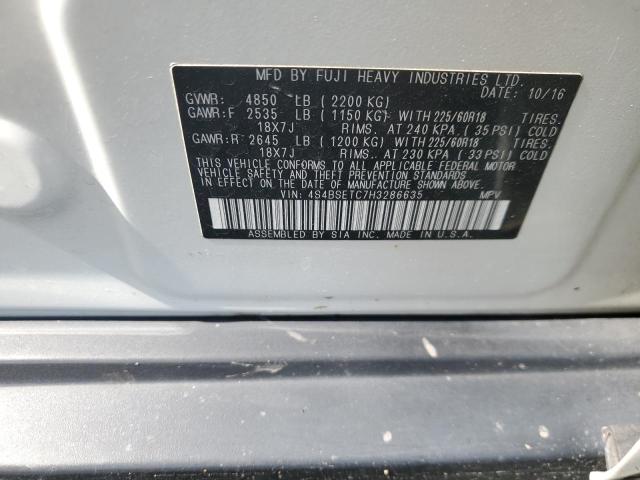 MFD BY FUJI HEAVY INDUSTRIES LTD.
DATE: 10/16
GVWR: 4850 LB (2200 KG)
GAWR:F 2535 LB (1150 KG) WITH 225/60R18 TIRES.
18X7J RIMS. AT 240 KPA (35 PSI) COLD
GAWR:R 2645 LB (1200 KG) WITH 225/60R18 TIRES.
18X7J RIMS. AT 230 KPA (33 PSI) COLD
THIS VEHICLE CONFORMS TO ALL APPLICABLE FEDERAL MOTOR
VEHICLE SAFETY AND THEFT PREVENTION STANDARDS
IN EFFECT ON THE DATE OF MANUFACTURE SHOWN ABOVE.
VIN: 4S4BSETC7H3286635 MPV
ASSEMBLED BY SIA INC. MADE IN U.S.A.